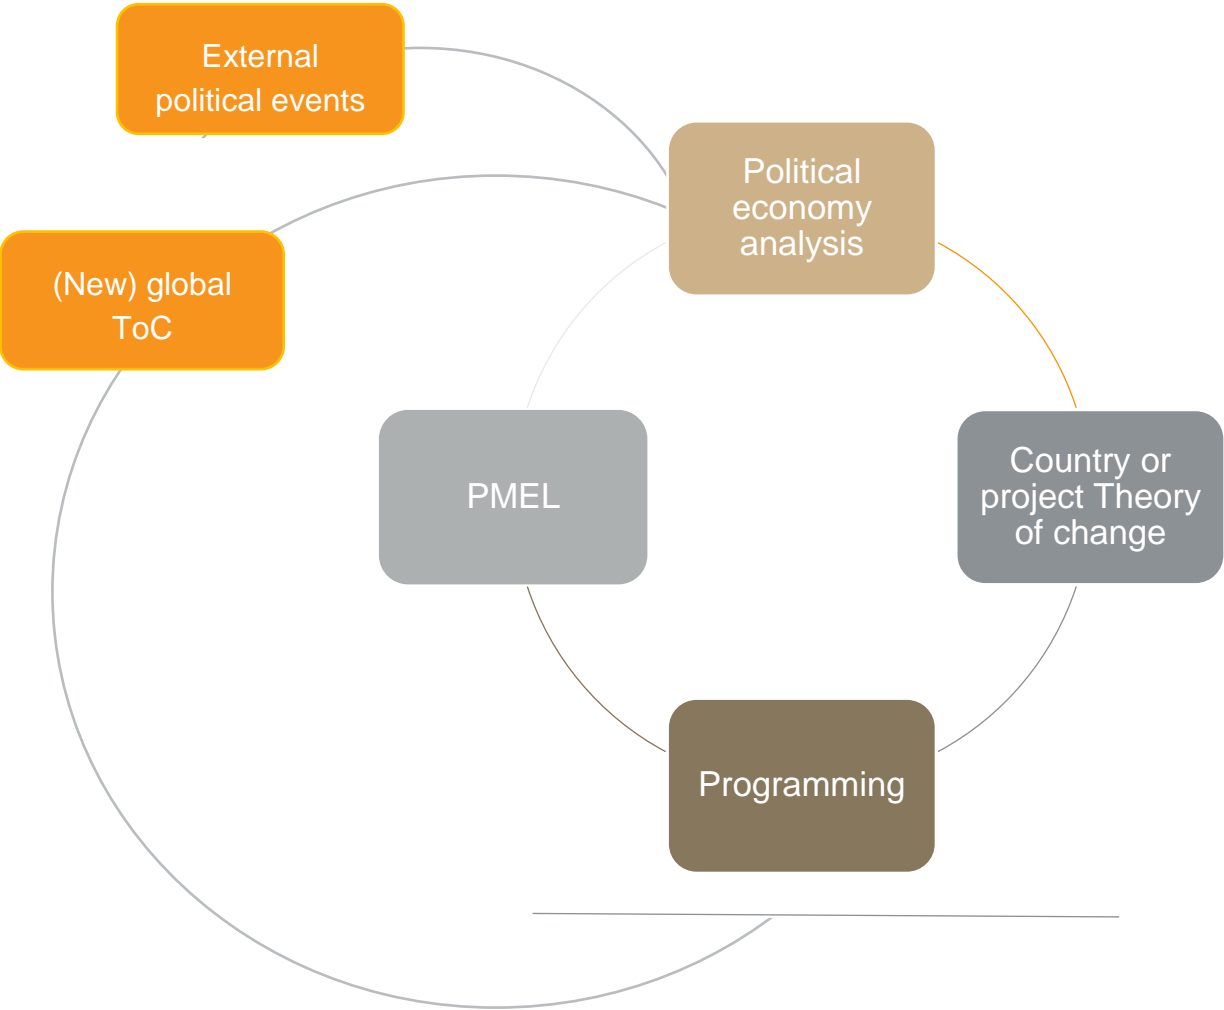 External
political events
Political
economy
analysis
(New) global
ToC
PMEL
Country or
project Theory
of change
Programming